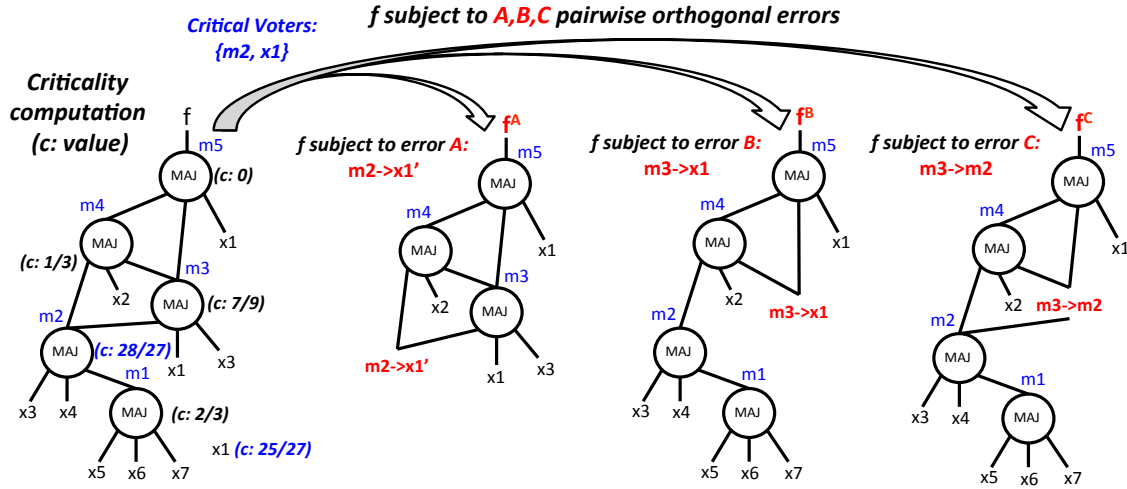 f subject to A,B,C pairwise orthogonal errors
Critical Voters:
{m2, x1}
Criticality
computation
(c: value)
f
m5
MAJ
(c: 0)
m4
MAJ
(c: 1/3)
x1
x2
m3
MAJ
(c: 7/9)
m2
MAJ
(c: 28/27)
x1
x3
x3
x4
m1
MAJ
(c: 2/3)
x1 (c: 25/27)
x5
x6
x7
fA
f subject to error A:
m2->x1’
m5
MAJ
m4
MAJ
x1
x2
m3
MAJ
m2->x1’
x1
x3
fB
f subject to error B:
m3->x1
m5
MAJ
m4
MAJ
x1
x2
m3->x1
m2
MAJ
x3
x4
m1
MAJ
x5
x6
x7
fC
f subject to error C:
m3->m2
m5
MAJ
m4
MAJ
x1
x2
m3->m2
m2
MAJ
x3
x4
m1
MAJ
x5
x6
x7